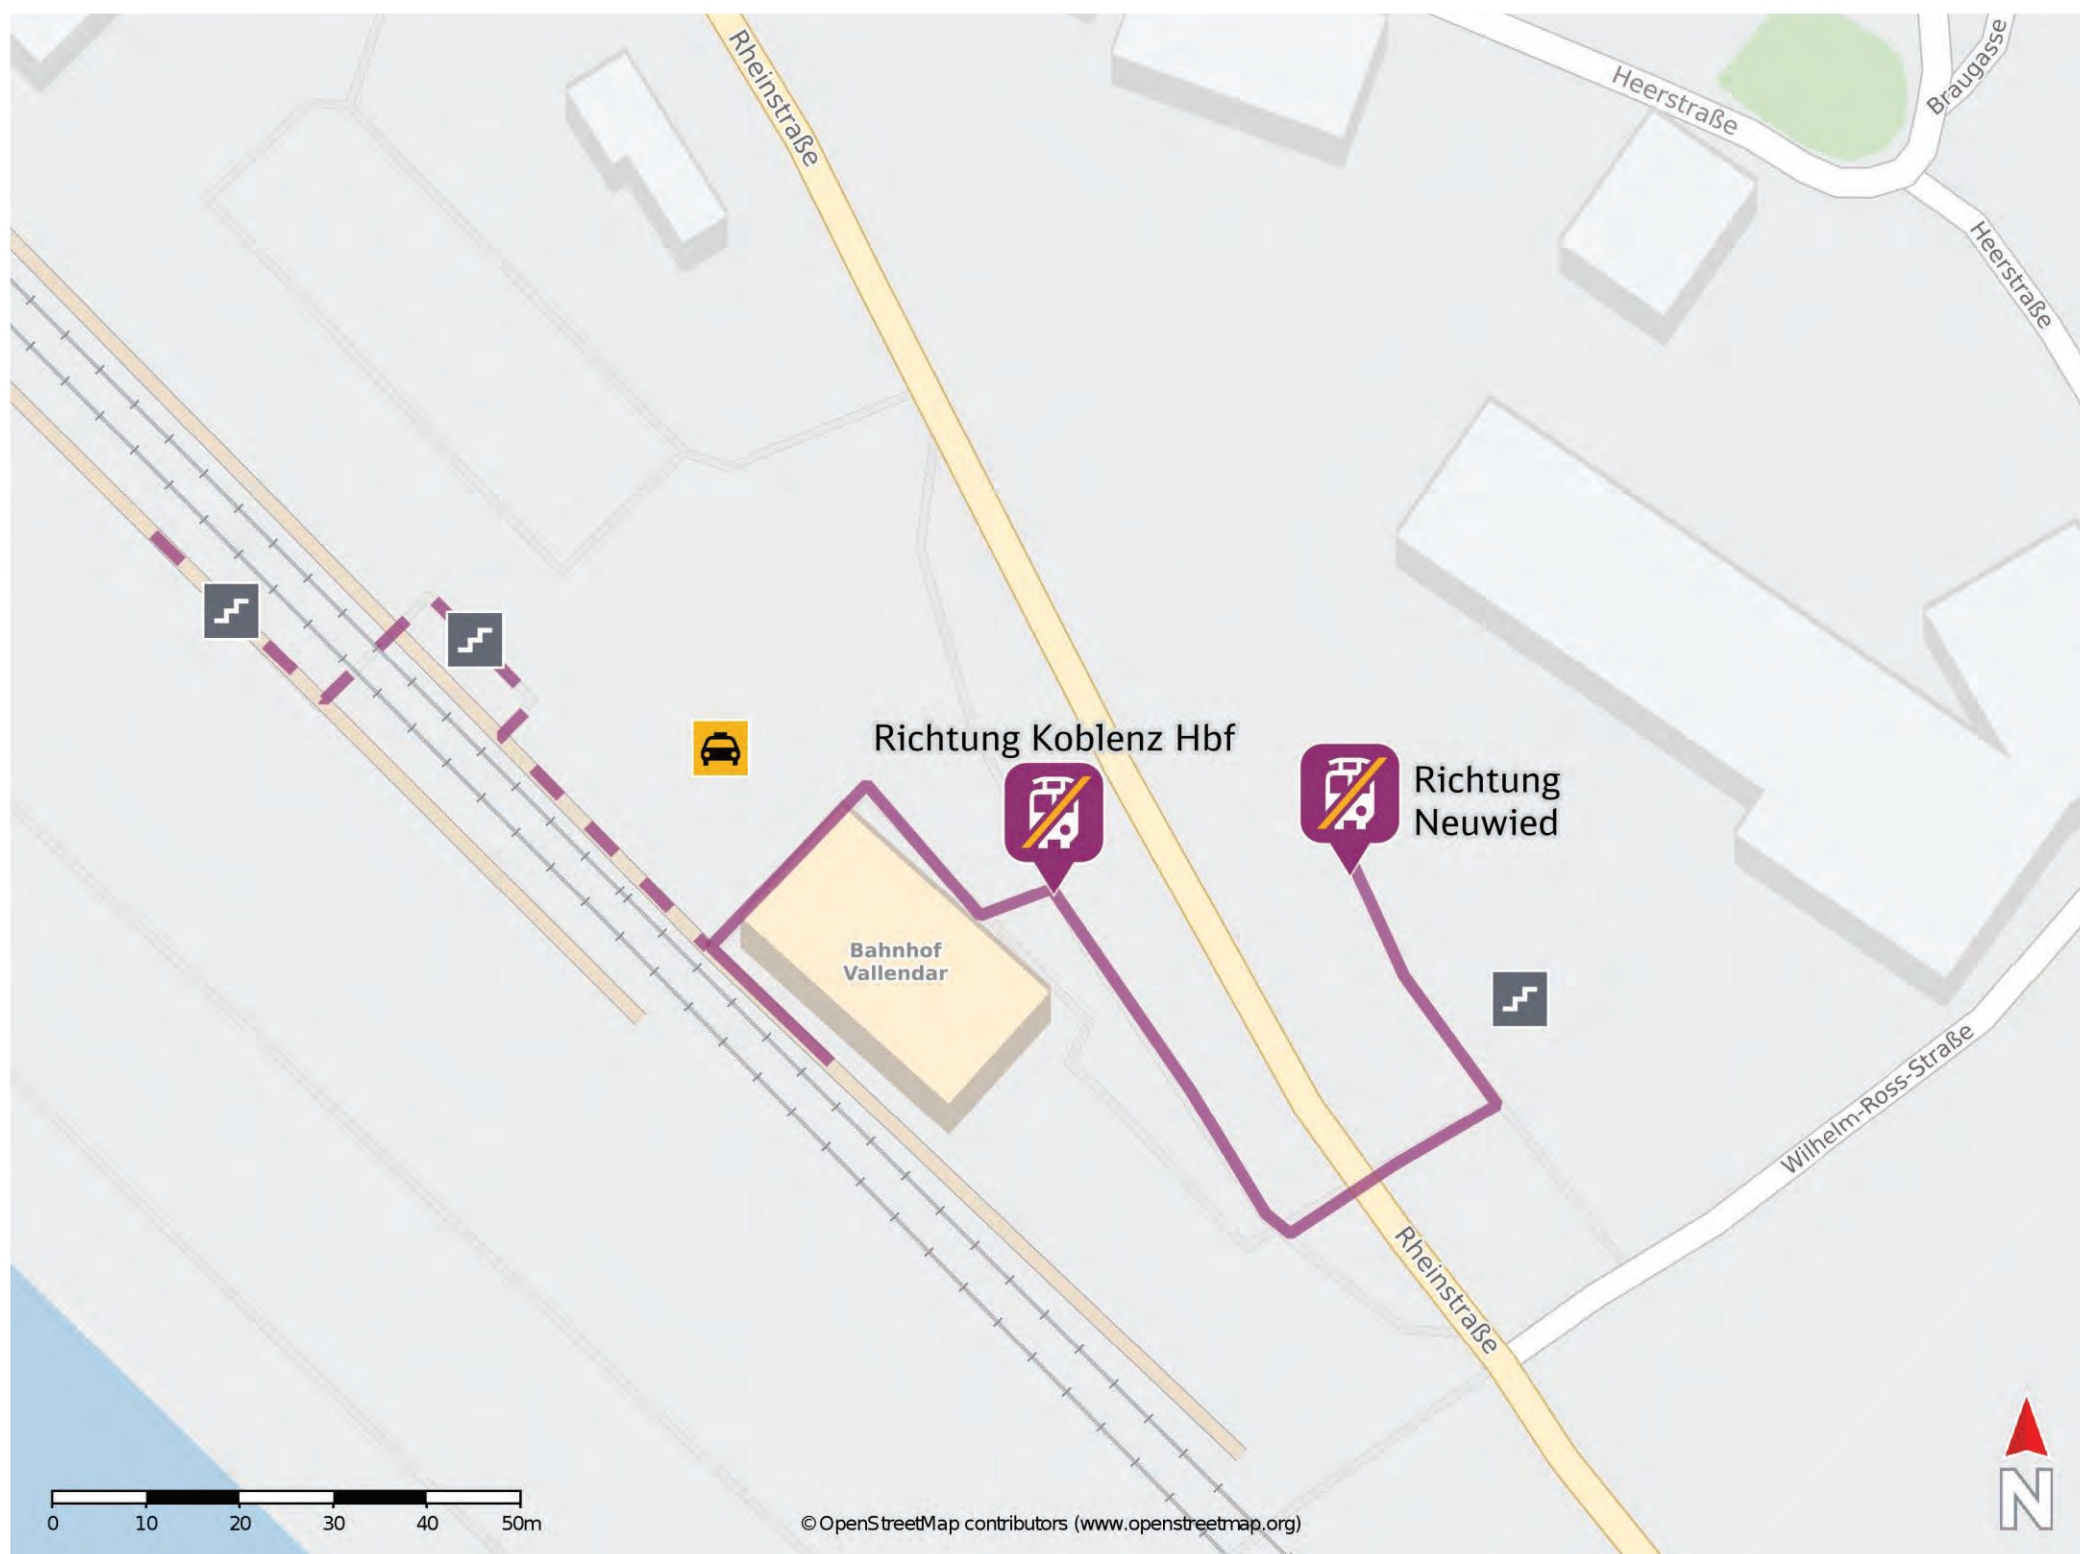 Rheinstraße
Heerstraße
Braugasse
Heerstraße
Richtung Koblenz Hbf
Richtung
Neuwied
Bahnhof
Vallendar
Wilhelm-Ross-Straße
Rheinstraße
0 10 20 30 40 50m
© OpenStreetMap contributors (www.openstreetmap.org)
N